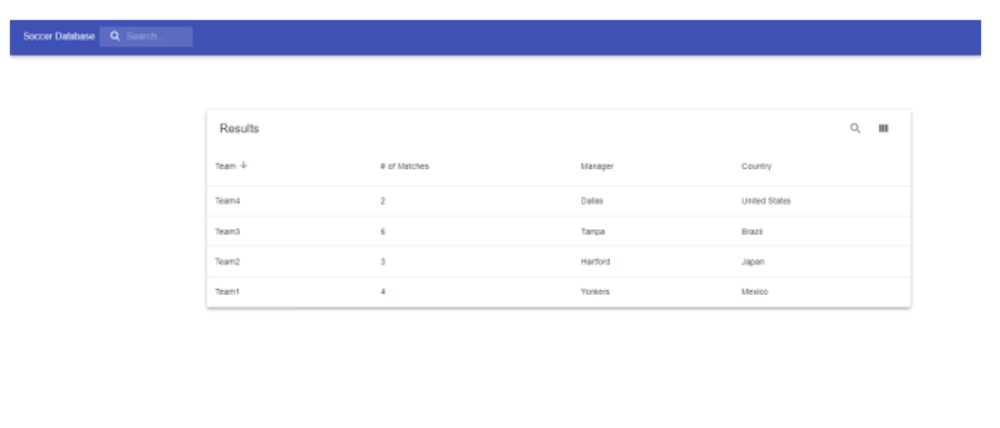 Soccer Database Search...
Results
Team # of Matches Manager Country
Team4 2 Dallas United States
Team3 6 Tampa Brazil
Team2 3 Hartford Japan
Team1 4 Yonkers Mexico